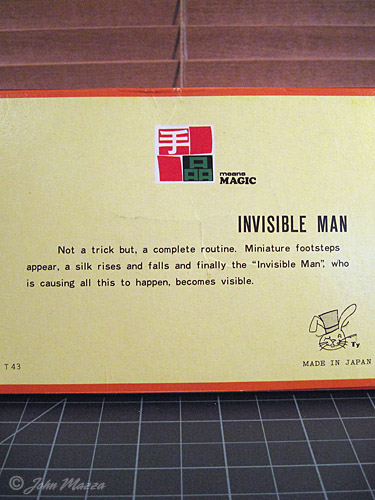 手品
means
MAGIC
INVISIBLE MAN
Not a trick but, a complete routine. Miniature footsteps
appear, a silk rises and falls and finally the "Invisible Man", who
is causing all this to happen, becomes visible.
Ty
T 43
MADE IN JAPAN
© John Mazza